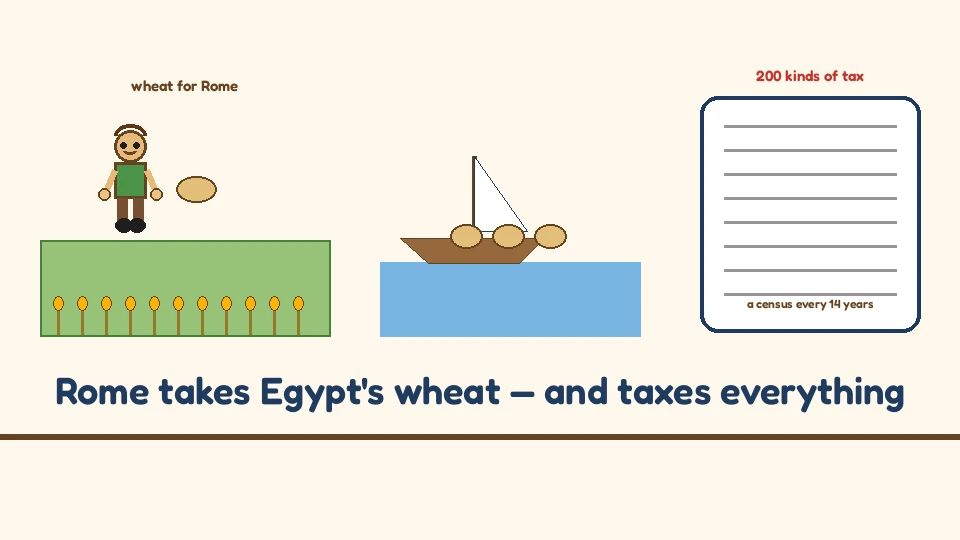 wheat for Rome
200 kinds of tax
a census every 14 years
Rome takes Egypt's wheat — and taxes everything